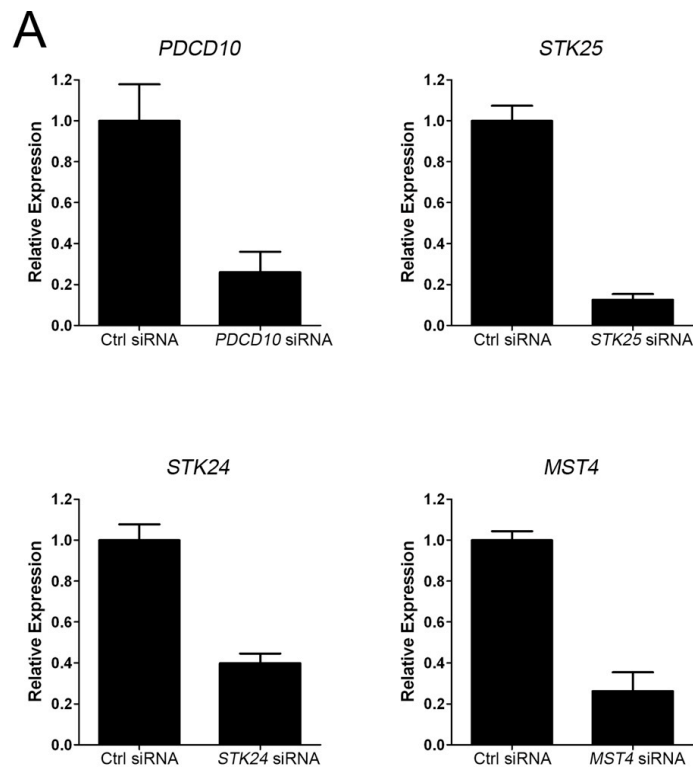 A
PDCD10
Relative Expression
1.2
1.0
0.8
0.6
0.4
0.2
0.0
Ctrl siRNA
PDCD10 siRNA
STK25
Relative Expression
1.2
1.0
0.8
0.6
0.4
0.2
0.0
Ctrl siRNA
STK25 siRNA
STK24
Relative Expression
1.2
1.0
0.8
0.6
0.4
0.2
0.0
Ctrl siRNA
STK24 siRNA
MST4
Relative Expression
1.2
1.0
0.8
0.6
0.4
0.2
0.0
Ctrl siRNA
MST4 siRNA